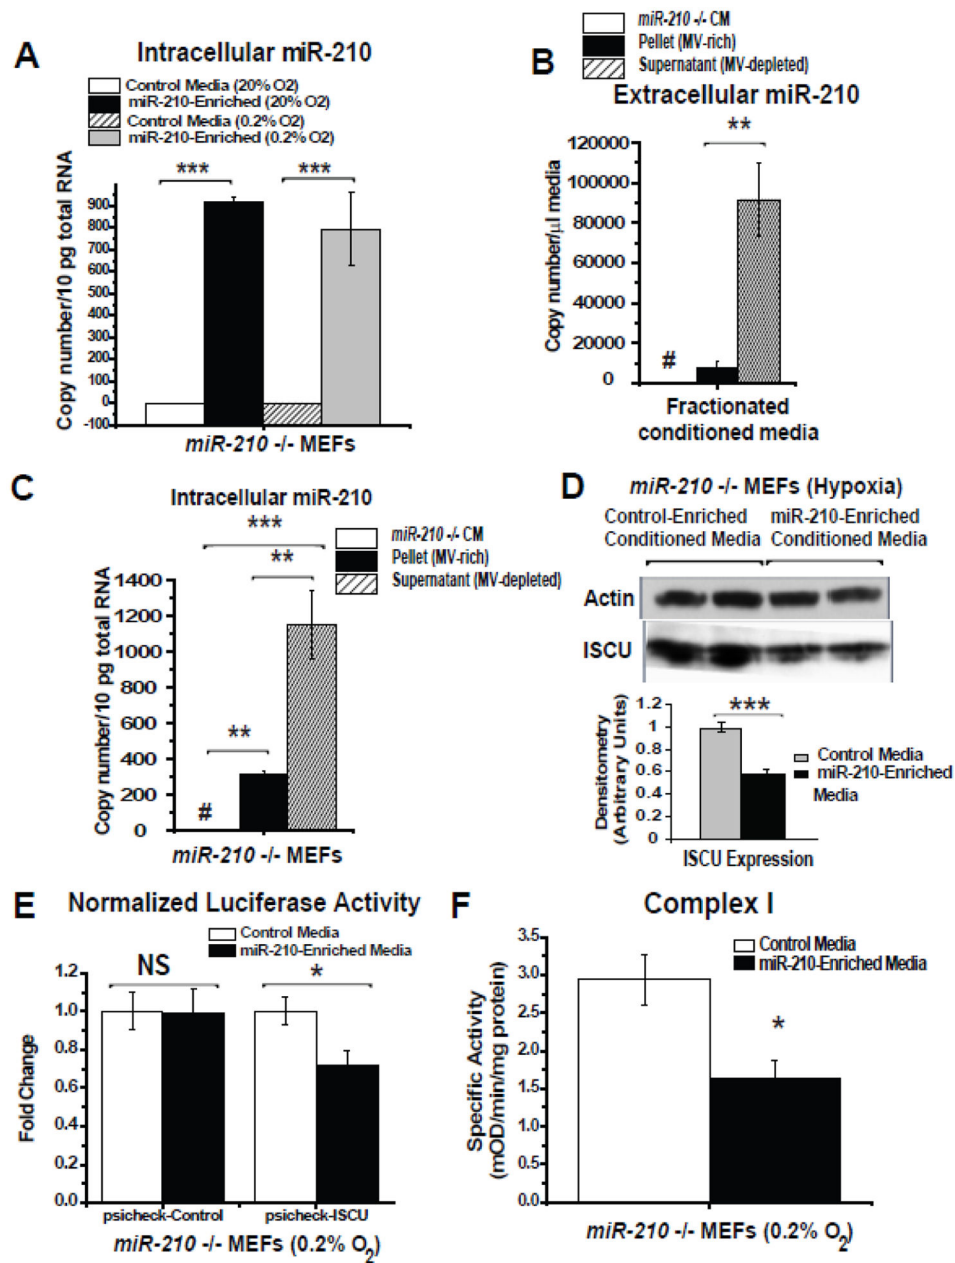 A
Intracellular miR-210
Control Media (20% O2)
miR-210-Enriched (20% O2)
Control Media (0.2% O2)
miR-210-Enriched (0.2% O2)
***
***
Copy number/10 pg total RNA
900
800
700
600
500
400
300
200
100
0
-100
miR-210 -/- MEFs
miR-210 -/- CM
Pellet (MV-rich)
Supernatant (MV-depleted)
B
Extracellular miR-210
**
Copy number/µl media
120000
100000
80000
60000
40000
20000
0
#
Fractionated
conditioned media
C
Intracellular miR-210
***
**
**
miR-210 -/- CM
Pellet (MV-rich)
Supernatant (MV-depleted)
Copy number/10 pg total RNA
1400
1200
1000
800
600
400
200
0
#
miR-210 -/- MEFs
D
miR-210 -/- MEFs (Hypoxia)
Control-Enriched
Conditioned Media
miR-210-Enriched
Conditioned Media
Actin
ISCU
Densitometry
(Arbitrary Units)
1.2
1
0.8
0.6
0.4
0.2
0
***
Control Media
miR-210-Enriched
Media
ISCU Expression
E
Normalized Luciferase Activity
Control Media
miR-210-Enriched Media
NS
*
Fold Change
1.2
1.0
0.8
0.6
0.4
0.2
0.0
psicheck-Control
psicheck-ISCU
miR-210 -/- MEFs (0.2% O2)
F
Complex I
Control Media
miR-210-Enriched Media
*
Specific Activity
(mOD/min/mg protein)
3.5
3.0
2.5
2.0
1.5
1.0
0.5
0.0
miR-210 -/- MEFs (0.2% O2)